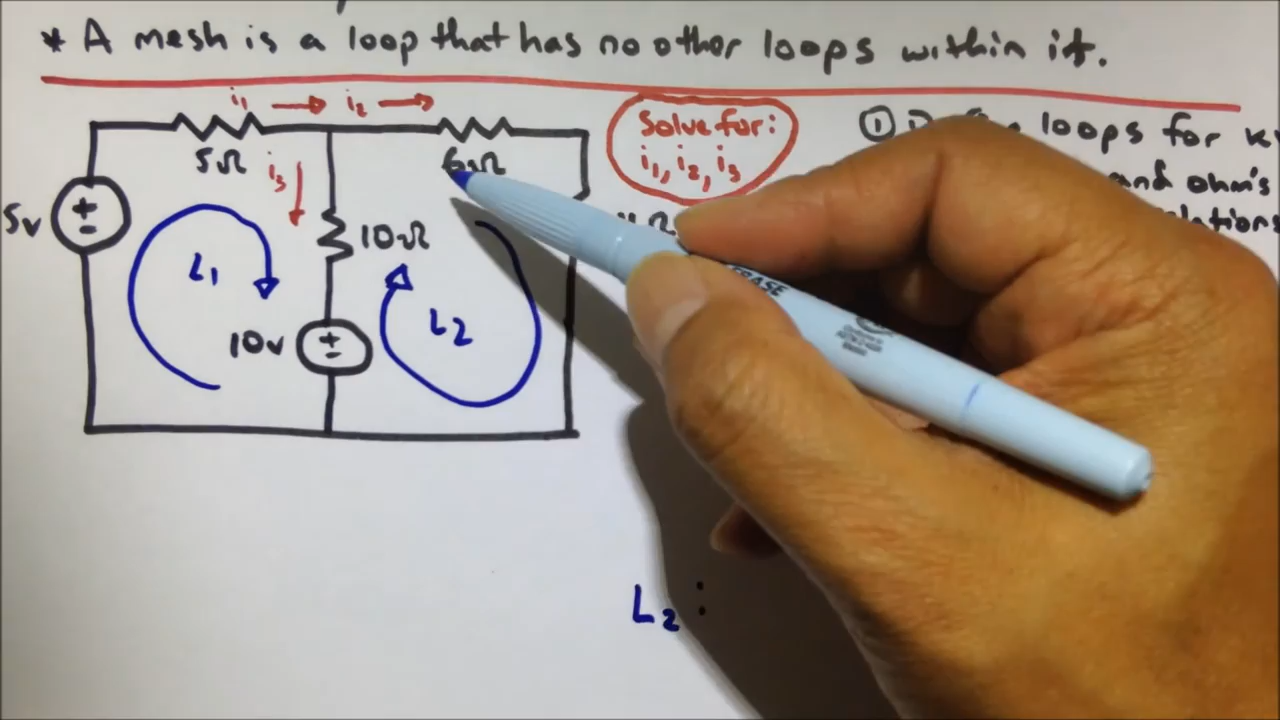 * A mesh is a loop that has no other loops within it.
i₁ → i₂ →
Solve for:
i₁, i₂, i₃
① loops for
5Ω
i₃
6Ω
and ohm's
5v
10Ω
L₁
L₂
10v
L₂ :
ERASE